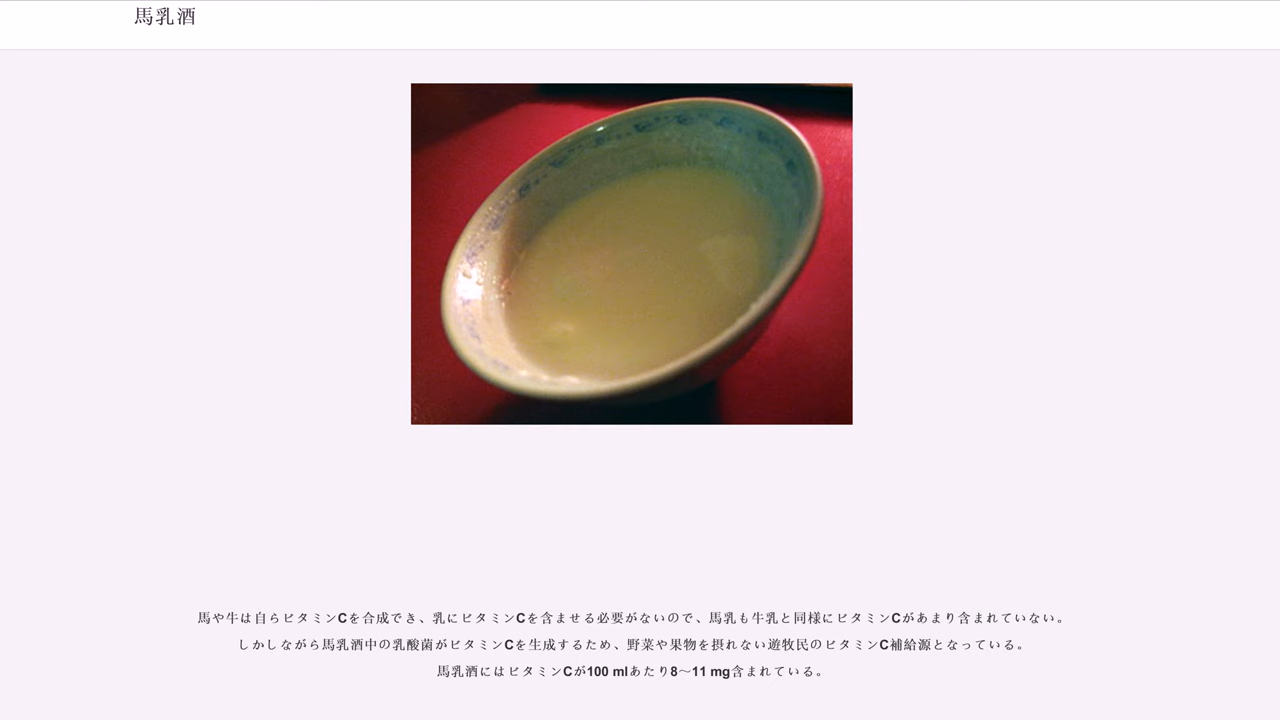 馬乳酒
馬や牛は自らビタミンCを合成でき、乳にビタミンCを含ませる必要がないので、馬乳も牛乳と同様にビタミンCがあまり含まれていない。
しかしながら馬乳酒中の乳酸菌がビタミンCを生成するため、野菜や果物を摂れない遊牧民のビタミンC補給源となっている。
馬乳酒にはビタミンCが100 mlあたり8〜11 mg含まれている。